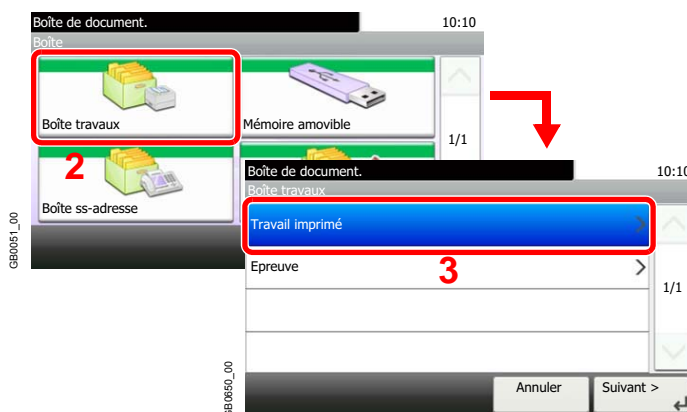 Boîte de document.
10:10
Boîte
Boîte travaux
Mémoire amovible
1/1
2
Boîte ss-adresse
GB0051_00
Boîte de document.
10:10
Boîte travaux
Travail imprimé
Epreuve
3
1/1
Annuler
Suivant >
GB0650_00